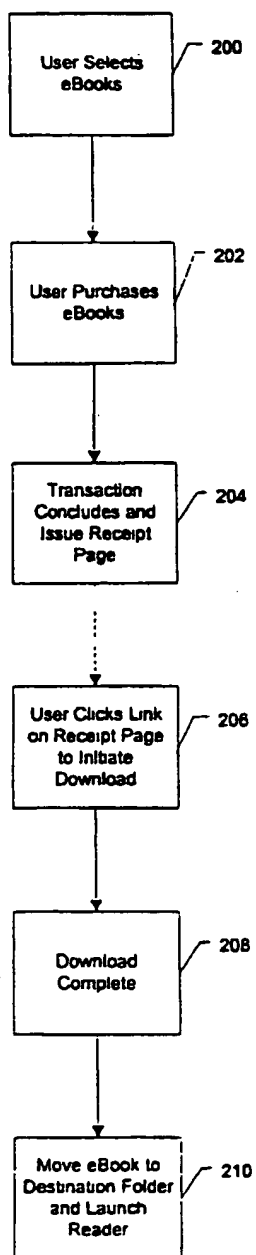 User Selects
eBooks
200
User Purchases
eBooks
202
Transaction
Concludes and
Issue Receipt
Page
204
User Clicks Link
on Receipt Page
to Initiate
Download
206
Download
Complete
208
Move eBook to
Destination Folder
and Launch
Reader
210